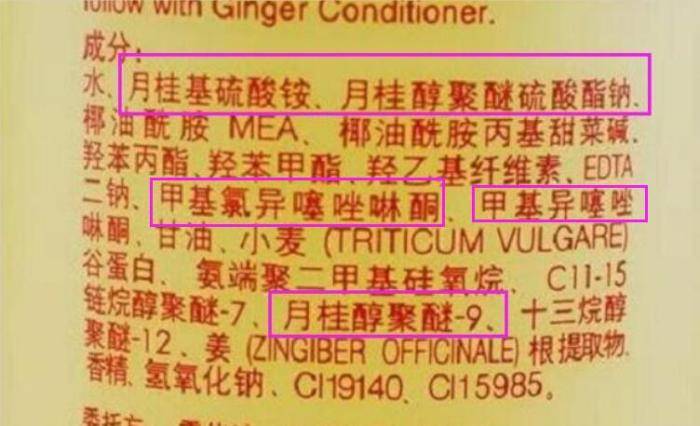 follow with Ginger Conditioner.
成分:
水、月桂基硫酸铵、月桂醇聚醚硫酸酯钠、
椰油酰胺 MEA、椰油酰胺丙基甜菜碱、
羟苯丙酯、羟苯甲酯、羟乙基纤维素、EDTA
二钠、甲基氯异噻唑啉酮、甲基异噻唑
啉酮、甘油、小麦 (TRITICUM VULGARE)
谷蛋白、氨端聚二甲基硅氧烷、C11-15
链烷醇聚醚-7、月桂醇聚醚-9、十三烷醇
聚醚-12、姜 (ZINGIBER OFFICINALE) 根提取物、
香精、氢氧化钠、CI19140、CI15985。
委托方